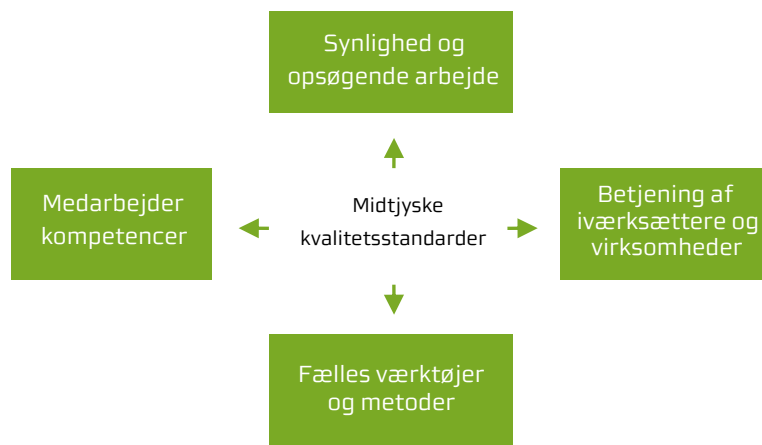 Synlighed og
opsøgende arbejde
Medarbejder
kompetencer
Midtjyske
kvalitetsstandarder
Betjening af
iværksættere og
virksomheder
Fælles værktøjer
og metoder